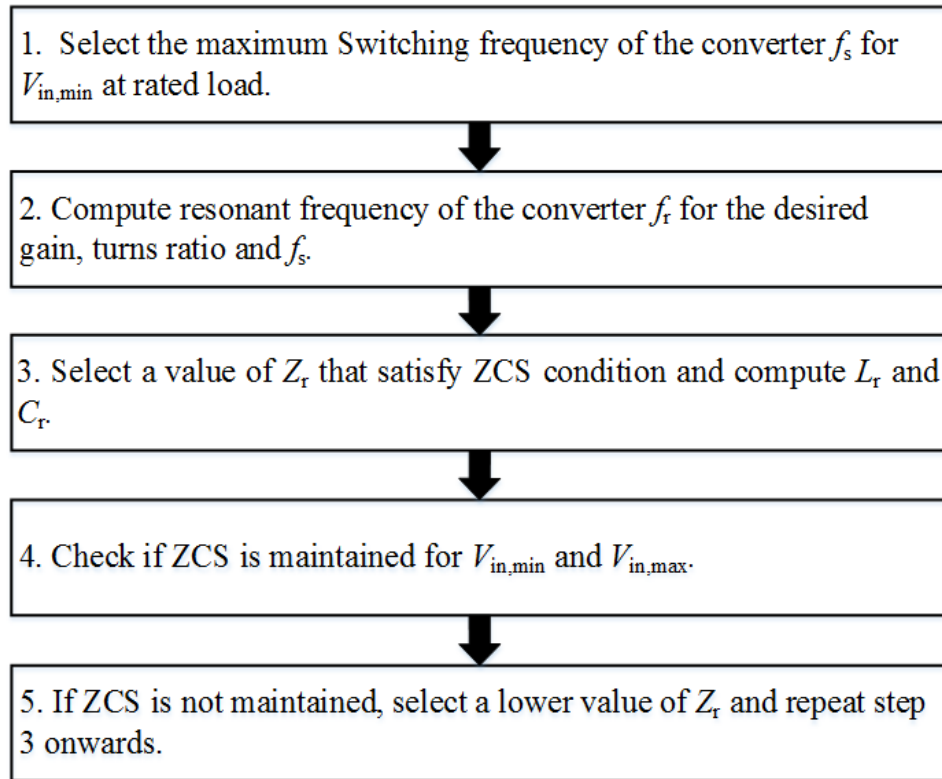 1. Select the maximum Switching frequency of the converter fs for
Vin,min at rated load.
2. Compute resonant frequency of the converter fr for the desired
gain, turns ratio and fs.
3. Select a value of Zr that satisfy ZCS condition and compute Lr and
Cr.
4. Check if ZCS is maintained for Vin,min and Vin,max.
5. If ZCS is not maintained, select a lower value of Zr and repeat step
3 onwards.